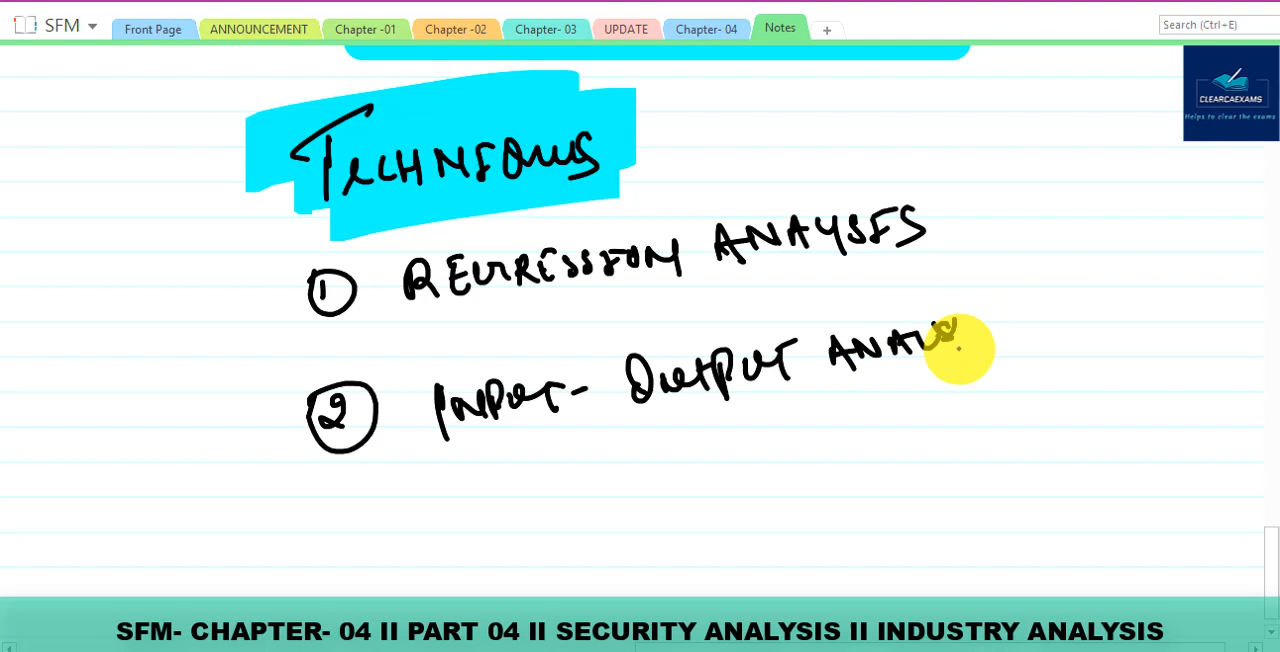 SFM
Front Page
ANNOUNCEMENT
Chapter -01
Chapter -02
Chapter- 03
UPDATE
Chapter- 04
Notes
+
Search (Ctrl+E)
CLEARCAEXAMS
Helps to clear the exams
TECHNIQUES
① REGRESSION ANAYSIS
② INPUT- OUTPUT ANALYS
SFM- CHAPTER- 04 II PART 04 II SECURITY ANALYSIS II INDUSTRY ANALYSIS